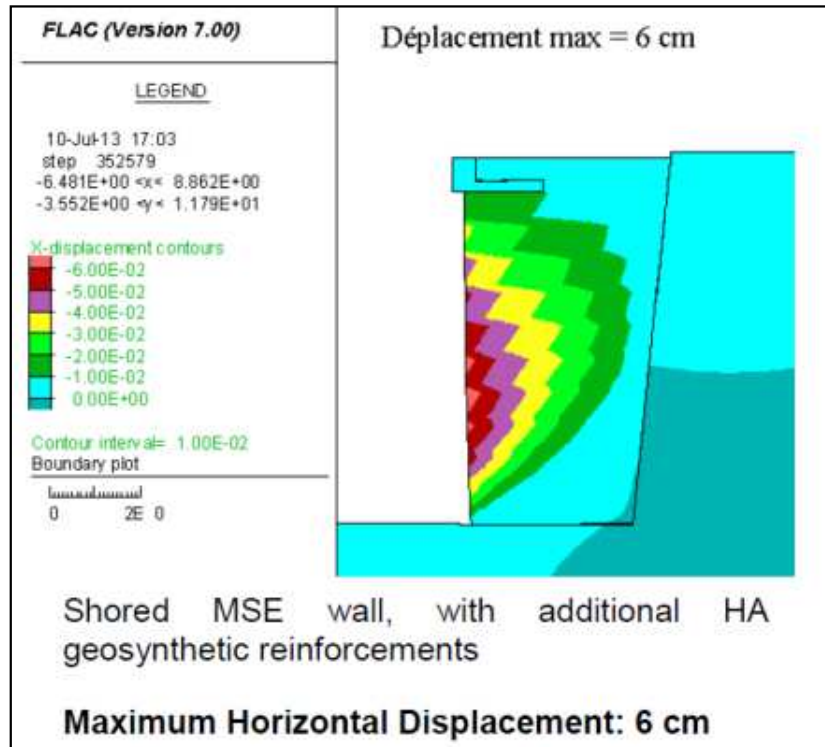 FLAC (Version 7.00)
Déplacement max = 6 cm
LEGEND
10-Jul-13 17:03
step 352579
-6.481E+00 <x< 8.862E+00
-3.552E+00 <y< 1.179E+01
X-displacement contours
-6.00E-02
-5.00E-02
-4.00E-02
-3.00E-02
-2.00E-02
-1.00E-02
0.00E+00
Contour interval= 1.00E-02
Boundary plot
0 2E 0
Shored MSE wall, with additional HA
geosynthetic reinforcements
Maximum Horizontal Displacement: 6 cm